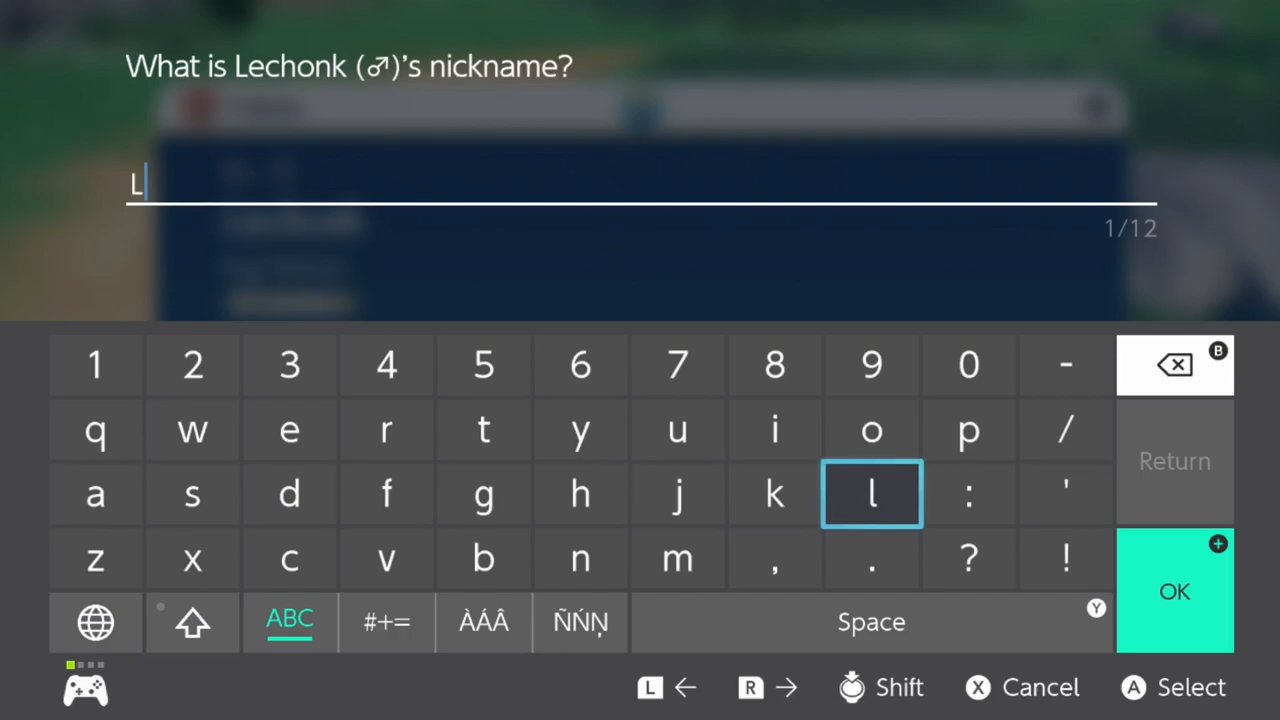 What is Lechonk (♂)'s nickname?
L
1/12
1 2 3 4 5 6 7 8 9 0 - B
q w e r t y u i o p /
Return
a s d f g h j k l : '
z x c v b n m , . ? ! +
OK
ABC #+= ÀÁÂ ÑŃŅ Space Y
L ← R → Shift X Cancel A Select